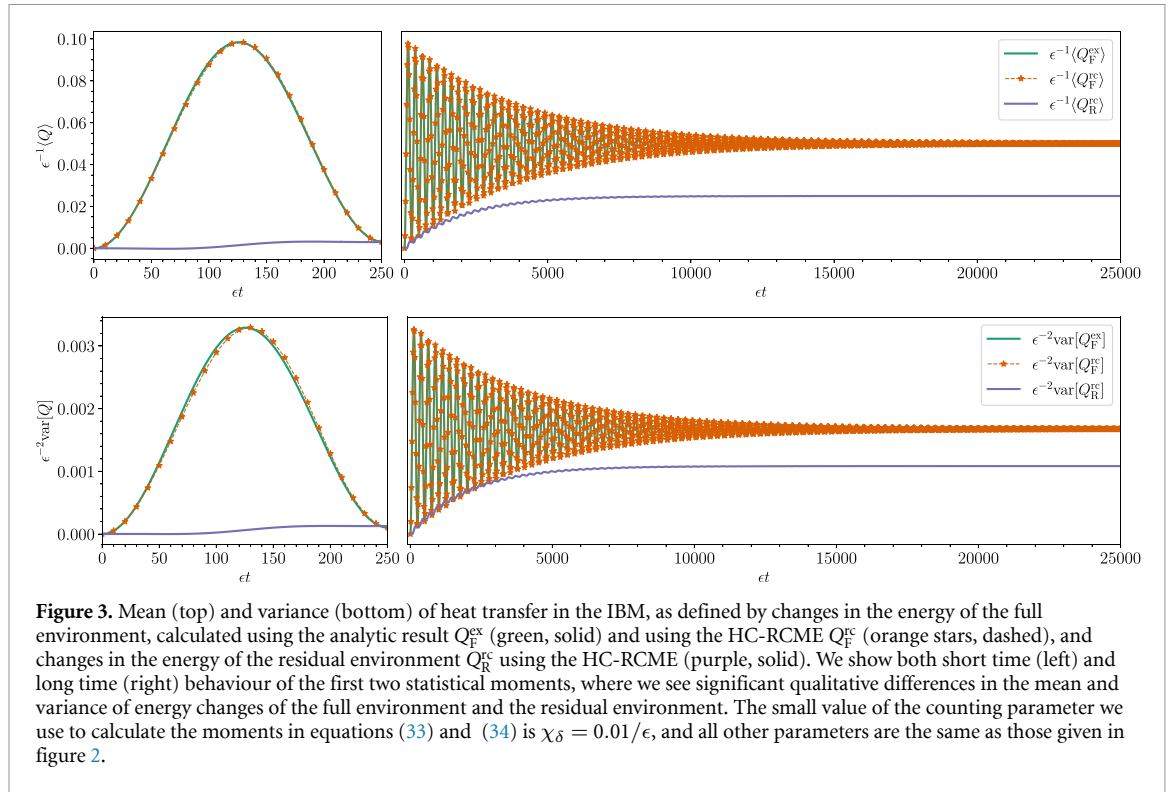 0.10
0.08
0.06
0.04
0.02
0.00
ϵ⁻¹⟨Q⟩
0 50 100 150 200 250
ϵt
ϵ⁻¹⟨Q_F^ex⟩
ϵ⁻¹⟨Q_F^rc⟩
ϵ⁻¹⟨Q_R^rc⟩
0 5000 10000 15000 20000 25000
ϵt
0.003
0.002
0.001
0.000
ϵ⁻²var[Q]
0 50 100 150 200 250
ϵt
ϵ⁻²var[Q_F^ex]
ϵ⁻²var[Q_F^rc]
ϵ⁻²var[Q_R^rc]
0 5000 10000 15000 20000 25000
ϵt
Figure 3. Mean (top) and variance (bottom) of heat transfer in the IBM, as defined by changes in the energy of the full
environment, calculated using the analytic result Q_F^ex (green, solid) and using the HC-RCME Q_F^rc (orange stars, dashed), and
changes in the energy of the residual environment Q_R^rc using the HC-RCME (purple, solid). We show both short time (left) and
long time (right) behaviour of the first two statistical moments, where we see significant qualitative differences in the mean and
variance of energy changes of the full environment and the residual environment. The small value of the counting parameter we
use to calculate the moments in equations (33) and (34) is χ_δ = 0.01/ϵ, and all other parameters are the same as those given in
figure 2.